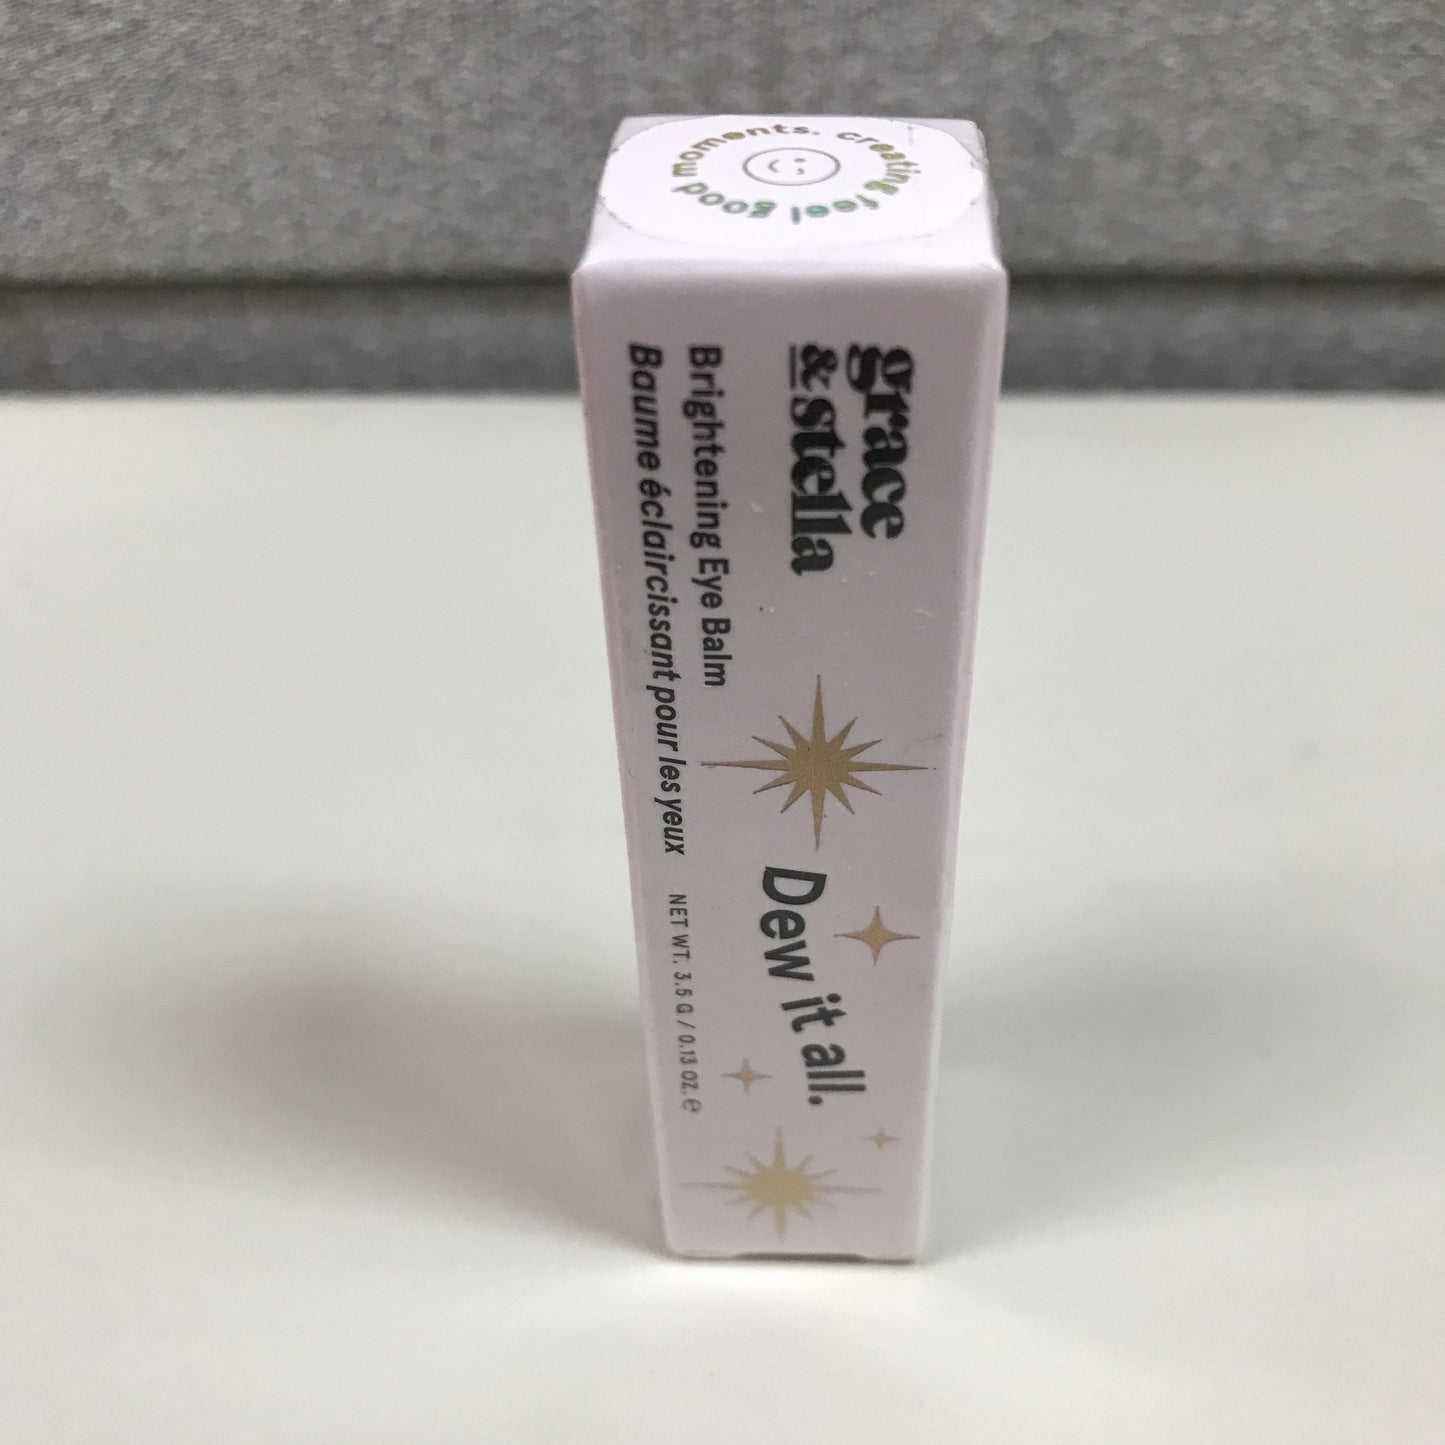 creating feel good moments.
grace
&stella
Brightening Eye Balm
Baume éclaircissant pour les yeux
Dew it all.
NET WT. 3.5 G / 0.13 OZ. ℮